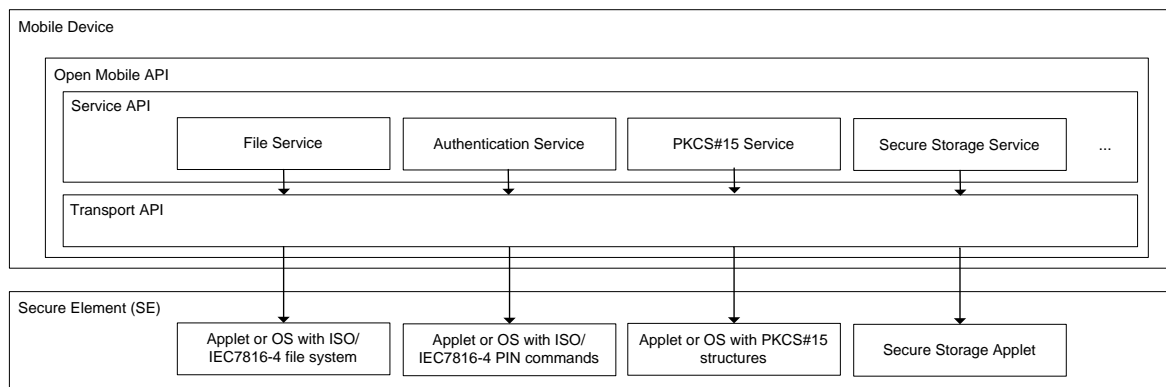 Mobile Device
Open Mobile API
Service API
File Service
Authentication Service
PKCS#15 Service
Secure Storage Service
...
Transport API
Secure Element (SE)
Applet or OS with ISO/
IEC7816-4 file system
Applet or OS with ISO/
IEC7816-4 PIN commands
Applet or OS with PKCS#15
structures
Secure Storage Applet